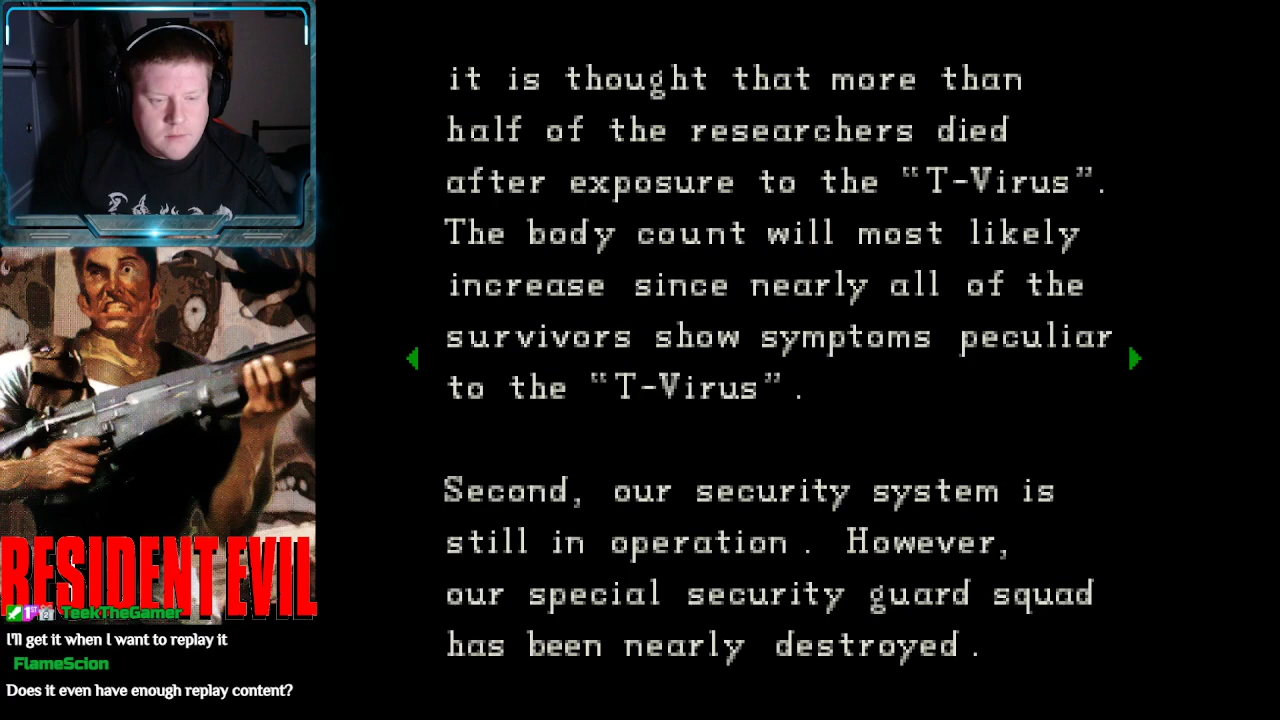 it is thought that more than
half of the researchers died
after exposure to the “T-Virus”.
The body count will most likely
increase since nearly all of the
survivors show symptoms peculiar
to the “T-Virus”.
Second, our security system is
still in operation. However,
our special security guard squad
has been nearly destroyed.
RESIDENT EVIL
TeekTheGamer
I'll get it when I want to replay it
FlameScion
Does it even have enough replay content?